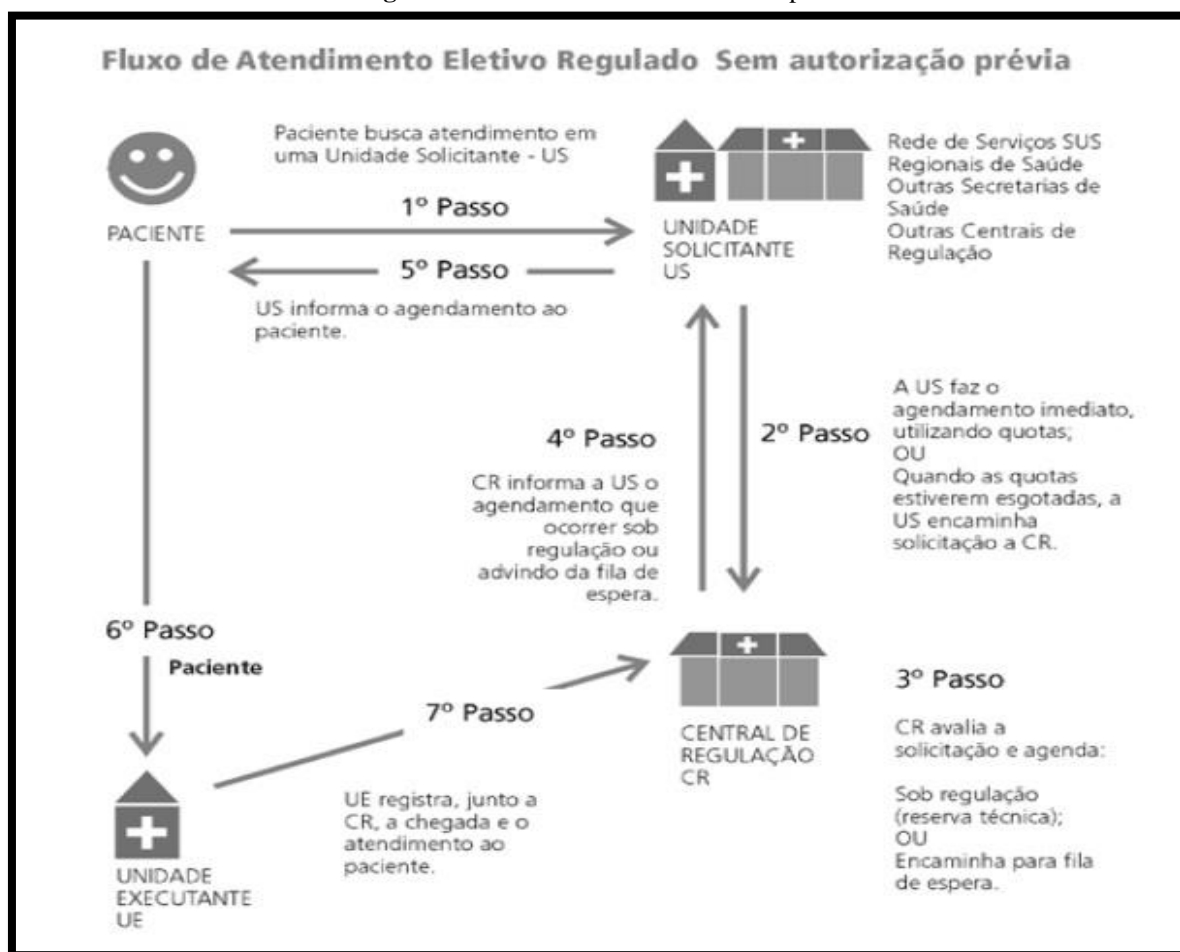 Fluxo de Atendimento Eletivo Regulado Sem autorização prévia
Paciente busca atendimento em
uma Unidade Solicitante - US
1º Passo
PACIENTE
UNIDADE
SOLICITANTE
US
Rede de Serviços SUS
Regionais de Saúde
Outras Secretarias de
Saúde
Outras Centrais de
Regulação
5º Passo
US informa o agendamento ao
paciente.
2º Passo
A US faz o
agendamento imediato,
utilizando quotas;
OU
Quando as quotas
estiverem esgotadas, a
US encaminha
solicitação a CR.
4º Passo
CR informa a US o
agendamento que
ocorrer sob
regulação ou
advindo da fila de
espera.
6º Passo
Paciente
7º Passo
CENTRAL DE
REGULAÇÃO
CR
3º Passo
CR avalia a
solicitação e agenda:
Sob regulação
(reserva técnica);
OU
Encaminha para fila
de espera.
UE registra, junto a
CR, a chegada e o
atendimento ao
paciente.
UNIDADE
EXECUTANTE
UE